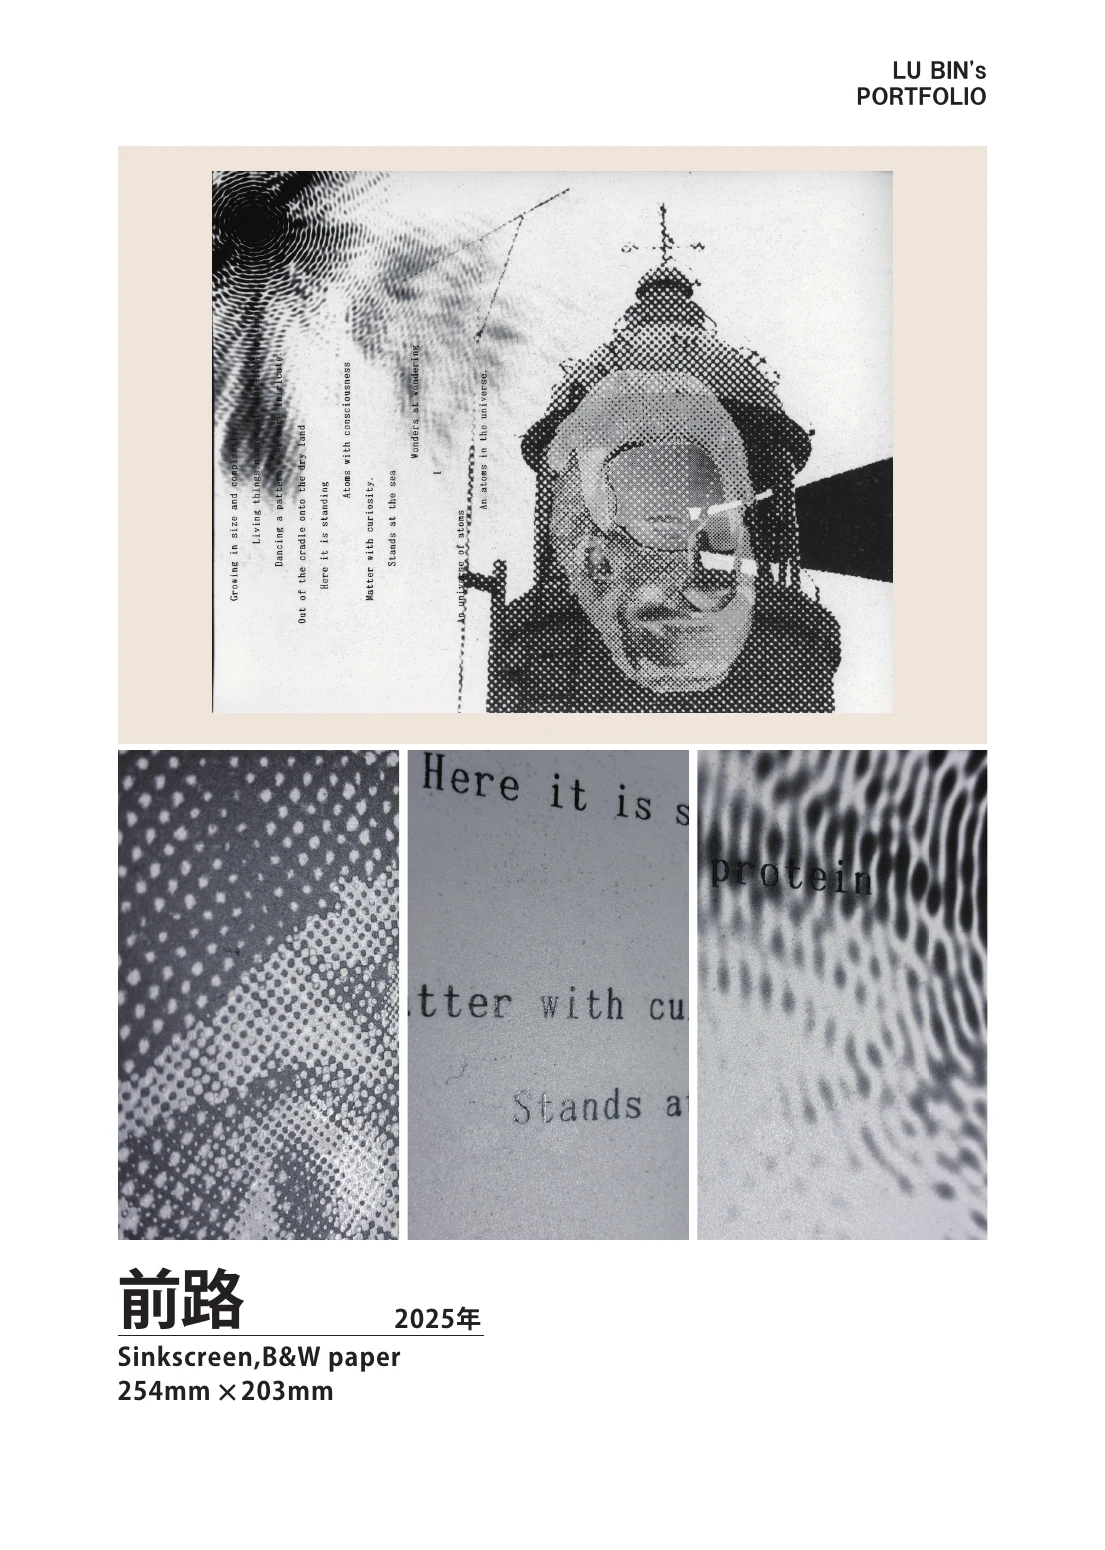 LU BIN's
PORTFOLIO
Growing in size and complexity
Living things
Dancing a pattern intricate
Out of the cradle onto the dry land
Here it is standing
Atoms with consciousness
Matter with curiosity.
Stands at the sea
Wonders at wondering
I
An universe of atoms
An atoms in the universe.
Here it is s
tter with cu
Stands at
protein
前路
2025年
Sinkscreen,B&W paper
254mm×203mm